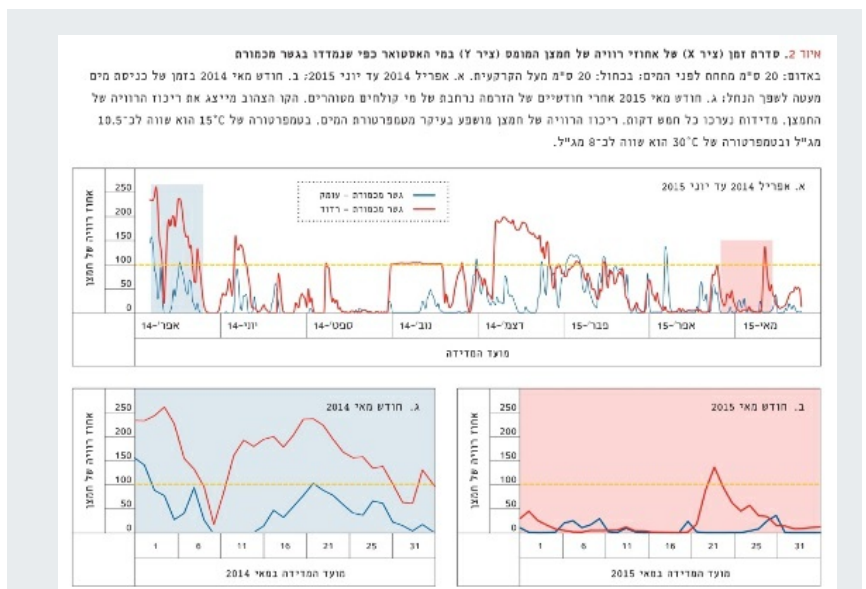 איור 2. סדרת זמן (ציר X) של אחוזי רוויה של חמצן המומס (ציר Y) במי האסטואר כפי שנמדדו בגשר מכמורת
באדום: 20 ס"מ מתחת לפני המים; בכחול: 20 ס"מ מעל הקרקעית. א. אפריל 2014 עד יוני 2015; ב. חודש מאי 2014 בזמן של כניסת מים
מעטה לשפך הנחל; ג. חודש מאי 2015 אחרי חודשיים של הזרמה נרחבת של מי קולחים מטוהרים. הקו הצהוב מייצג את ריכוז הרוויה של
החמצן. מדידות נערכו כל חמש דקות. ריכוז הרוויה של חמצן מושפע בעיקר מטמפרטורת המים. בטמפרטורה של 15˚C הוא שווה לכ־10.5
מג"ל ובטמפרטורה של 30˚C הוא שווה לכ־8 מג"ל.
א. אפריל 2014 עד יוני 2015
גשר מכמורת - עומק
גשר מכמורת - רדוד
אחוז רוויה של חמצן
250
200
150
100
50
0
אפר'-14
יוני-14
ספט'-14
נוב'-14
דצמ'-14
פבר'-15
אפר'-15
מאי-15
מועד המדידה
ב. חודש מאי 2015
אחוז רוויה של חמצן
250
200
150
100
50
0
1 6 11 16 21 25 31
מועד המדידה במאי 2015
ג. חודש מאי 2014
אחוז רוויה של חמצן
250
200
150
100
50
0
1 6 11 16 21 25 31
מועד המדידה במאי 2014